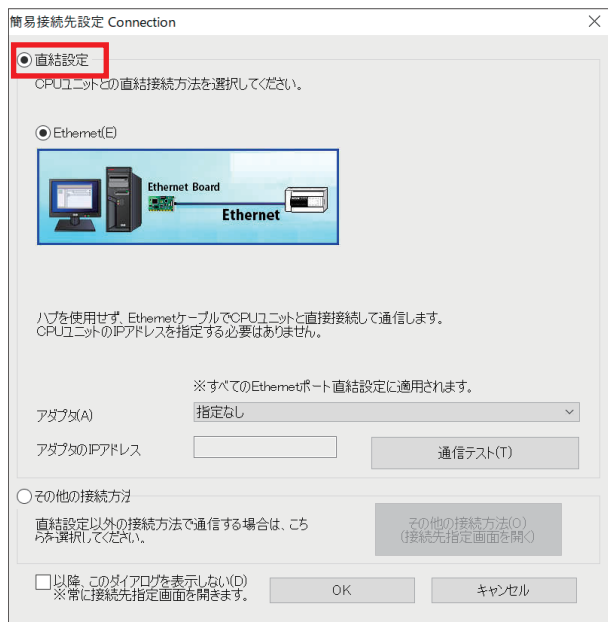 簡易接続先設定 Connection
直結設定
CPUユニットとの直結接続方法を選択してください。
Ethernet(E)
Ethernet Board
Ethernet
ハブを使用せず、EthernetケーブルでCPUユニットと直接接続して通信します。
CPUユニットのIPアドレスを指定する必要はありません。
※すべてのEthernetポート直結設定に適用されます。
アダプタ(A)
指定なし
アダプタのIPアドレス
通信テスト(T)
その他の接続方法
直結設定以外の接続方法で通信する場合は、こち
らを選択してください。
その他の接続方法(O)
(接続先指定画面を開く)
以降、このダイアログを表示しない(D)
※常に接続先指定画面を開きます。
OK
キャンセル